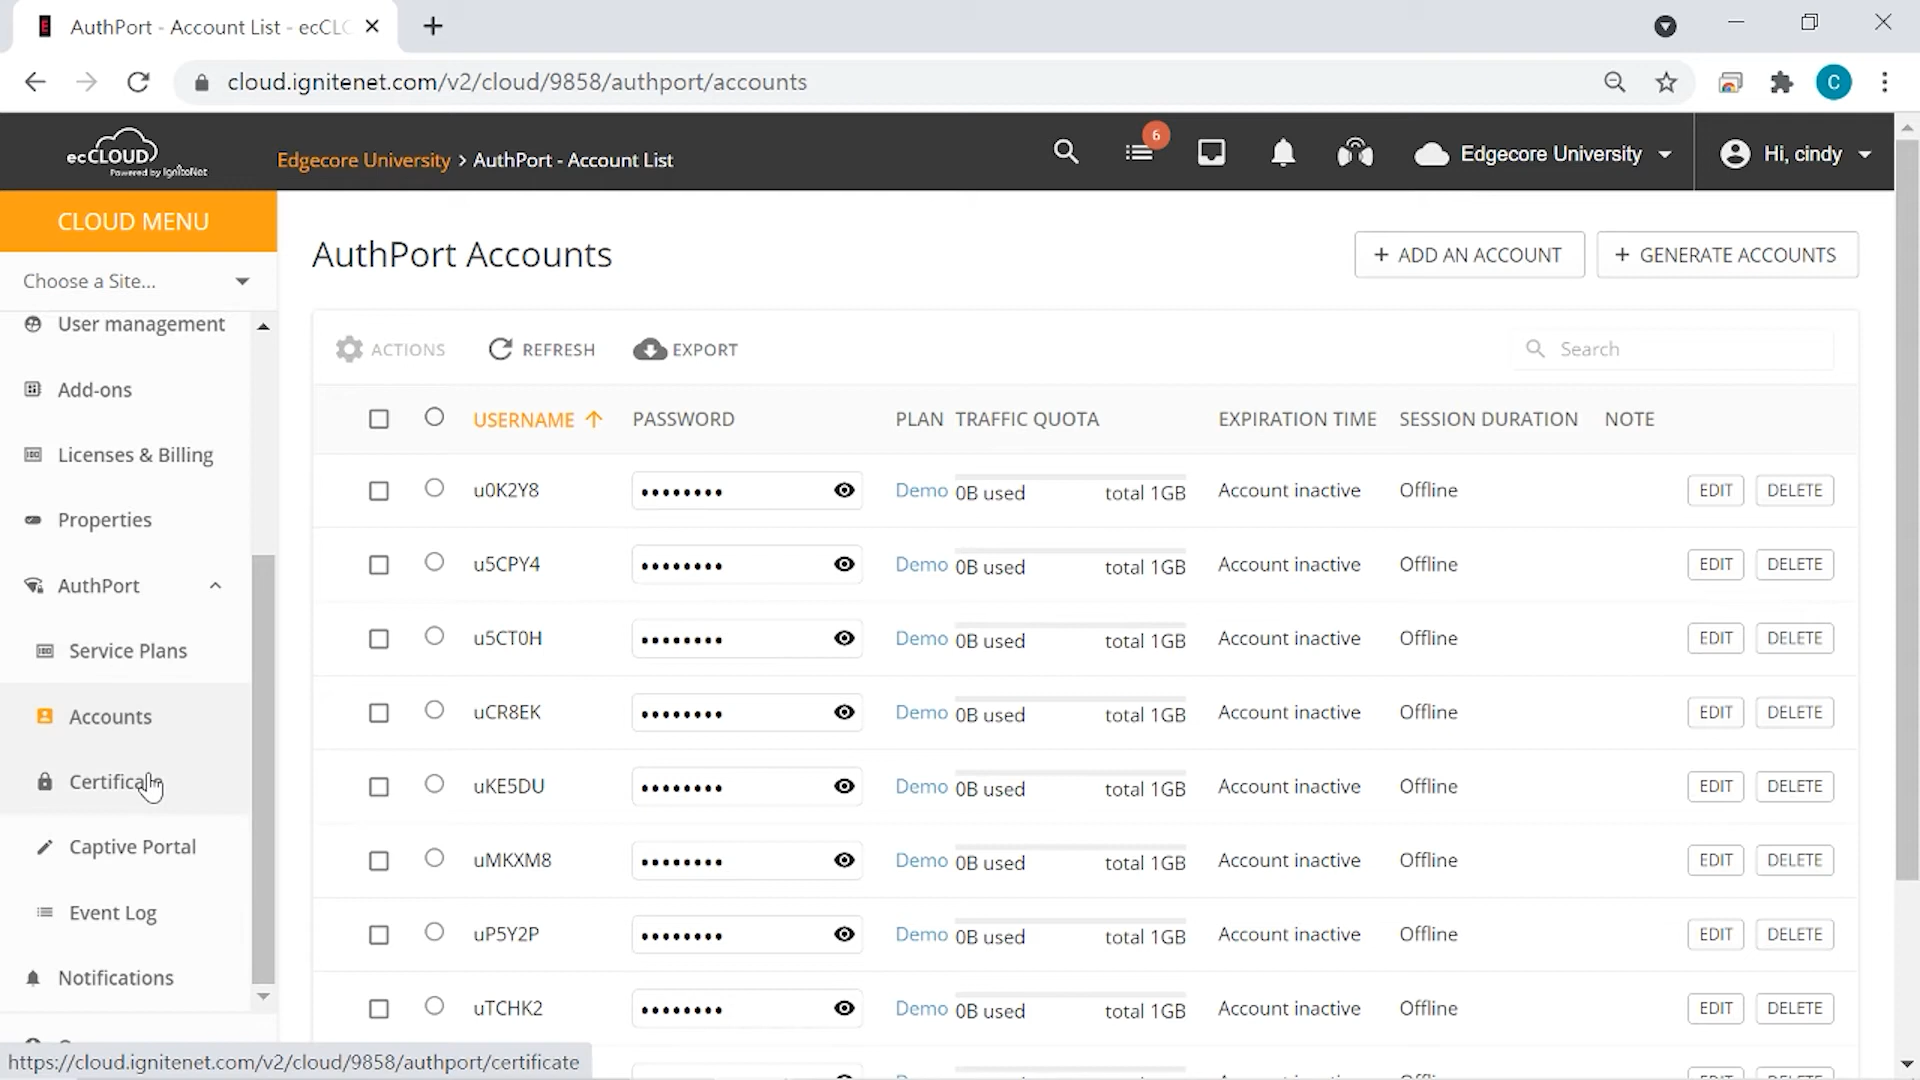 AuthPort - Account List - ecCLO
cloud.ignitenet.com/v2/cloud/9858/authport/accounts
C
ecCLOUD
Powered by IgniteNet
Edgecore University > AuthPort - Account List
6
Edgecore University
Hi, cindy
CLOUD MENU
Choose a Site...
User management
Add-ons
Licenses & Billing
Properties
AuthPort
Service Plans
Accounts
Certificate
Captive Portal
Event Log
Notifications
AuthPort Accounts
+ ADD AN ACCOUNT
+ GENERATE ACCOUNTS
ACTIONS
REFRESH
EXPORT
Search
USERNAME PASSWORD PLAN TRAFFIC QUOTA EXPIRATION TIME SESSION DURATION NOTE
u0K2Y8 •••••••• Demo 0B used total 1GB Account inactive Offline EDIT DELETE
u5CPY4 •••••••• Demo 0B used total 1GB Account inactive Offline EDIT DELETE
u5CT0H •••••••• Demo 0B used total 1GB Account inactive Offline EDIT DELETE
uCR8EK •••••••• Demo 0B used total 1GB Account inactive Offline EDIT DELETE
uKE5DU •••••••• Demo 0B used total 1GB Account inactive Offline EDIT DELETE
uMKXM8 •••••••• Demo 0B used total 1GB Account inactive Offline EDIT DELETE
uP5Y2P •••••••• Demo 0B used total 1GB Account inactive Offline EDIT DELETE
uTCHK2 •••••••• Demo 0B used total 1GB Account inactive Offline EDIT DELETE
https://cloud.ignitenet.com/v2/cloud/9858/authport/certificate